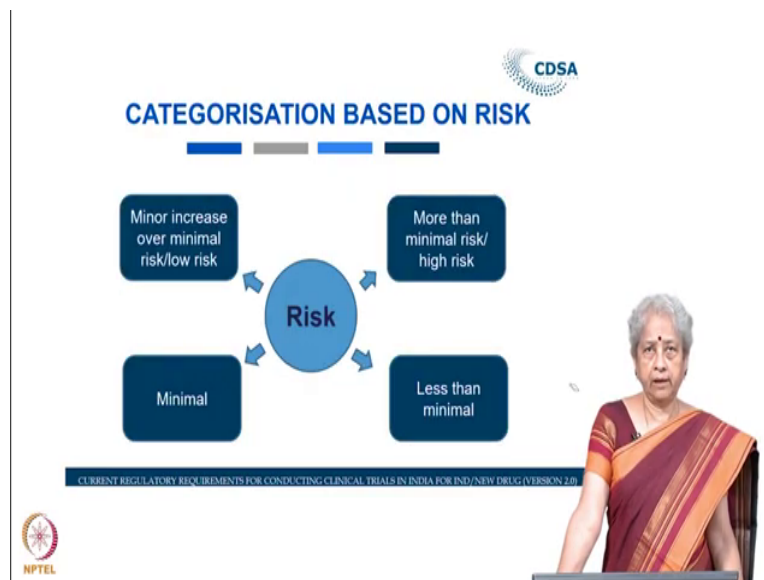 CDSA
CATEGORISATION BASED ON RISK
Minor increase
over minimal
risk/low risk
More than
minimal risk/
high risk
Risk
Minimal
Less than
minimal
CURRENT REGULATORY REQUIREMENTS FOR CONDUCTING CLINICAL TRIALS IN INDIA FOR IND/NEW DRUG (VERSION 2.0)
NPTEL